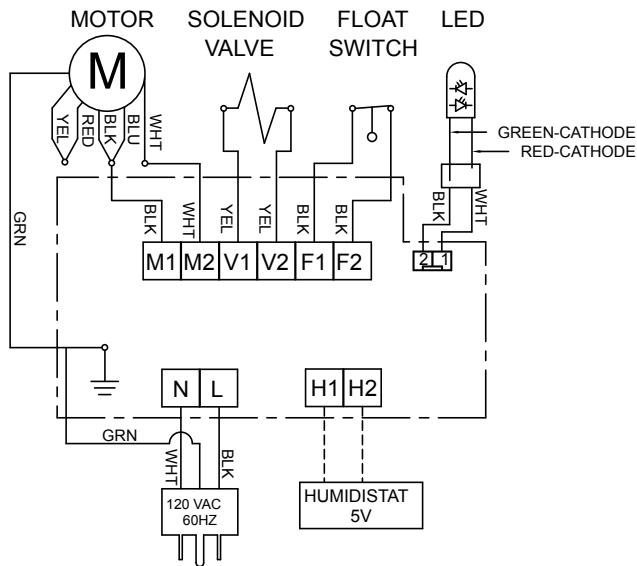 MOTOR
SOLENOID
VALVE
FLOAT
SWITCH
LED
M
YEL
RED
BLK
BLU
WHT
GREEN-CATHODE
RED-CATHODE
GRN
BLK
WHT
YEL
YEL
BLK
BLK
BLK
WHT
M1
M2
V1
V2
F1
F2
2
1
N
L
H1
H2
GRN
WHT
BLK
120 VAC
60HZ
HUMIDISTAT
5V